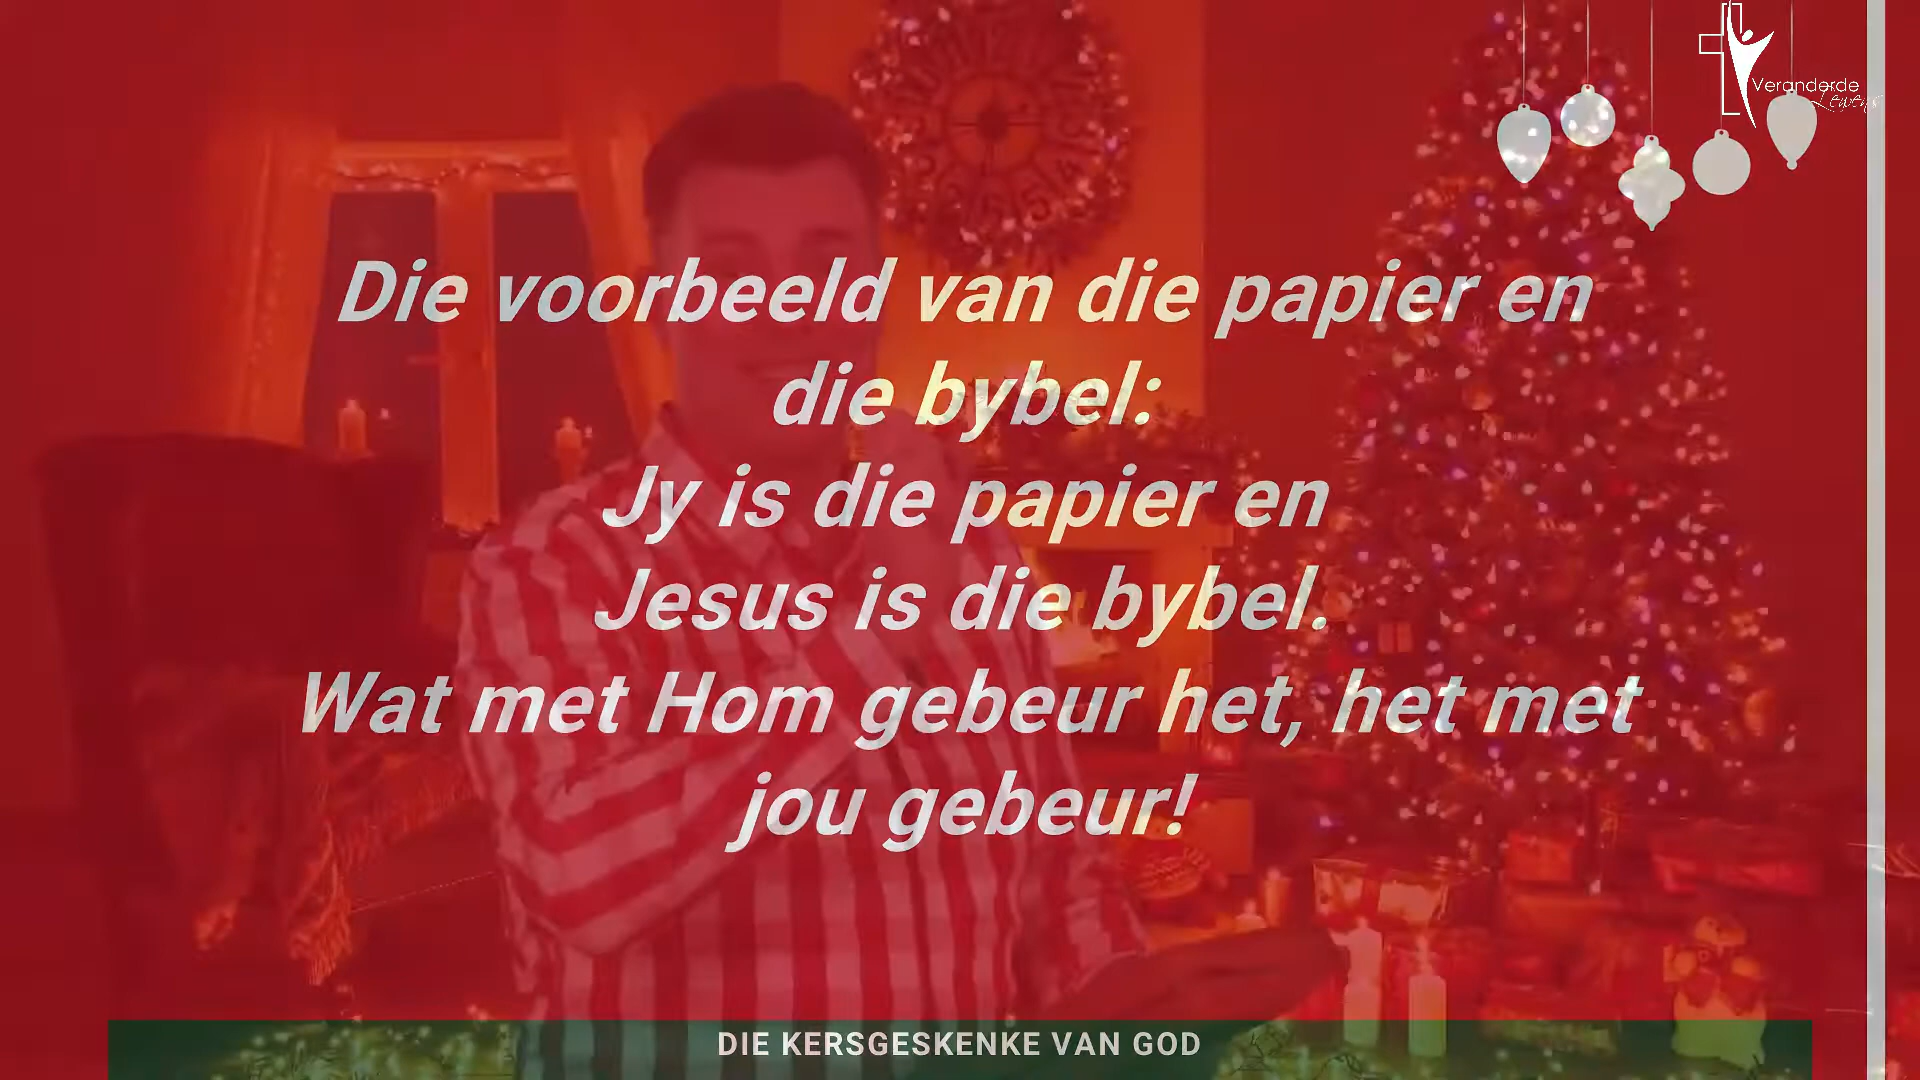 Veranderde
Lewens
Die voorbeeld van die papier en
die bybel:
Jy is die papier en
Jesus is die bybel.
Wat met Hom gebeur het, het met
jou gebeur!
DIE KERSGESKENKE VAN GOD